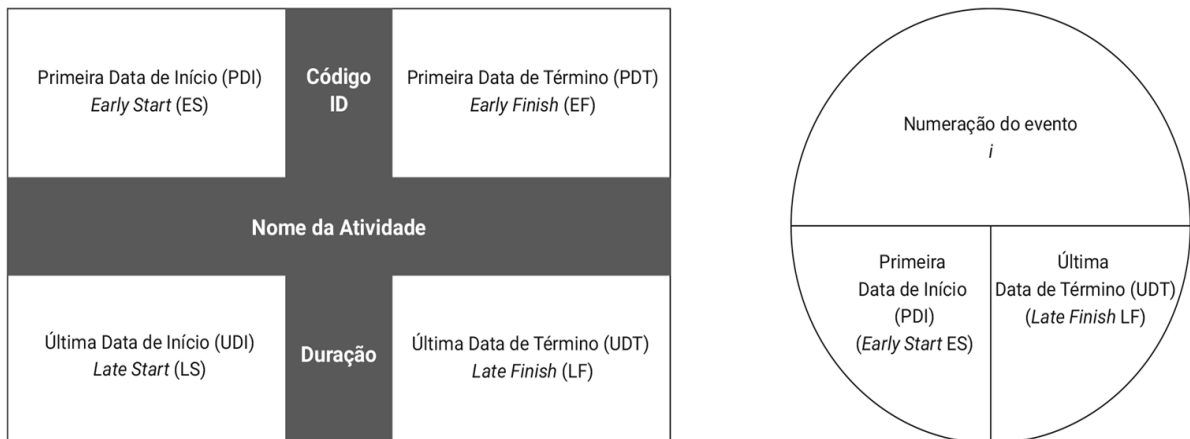 Primeira Data de Início (PDI)
Early Start (ES)
Código
ID
Primeira Data de Término (PDT)
Early Finish (EF)
Nome da Atividade
Última Data de Início (UDI)
Late Start (LS)
Duração
Última Data de Término (UDT)
Late Finish (LF)
Numeração do evento
i
Primeira
Data de Início
(PDI)
(Early Start ES)
Última
Data de Término (UDT)
(Late Finish LF)